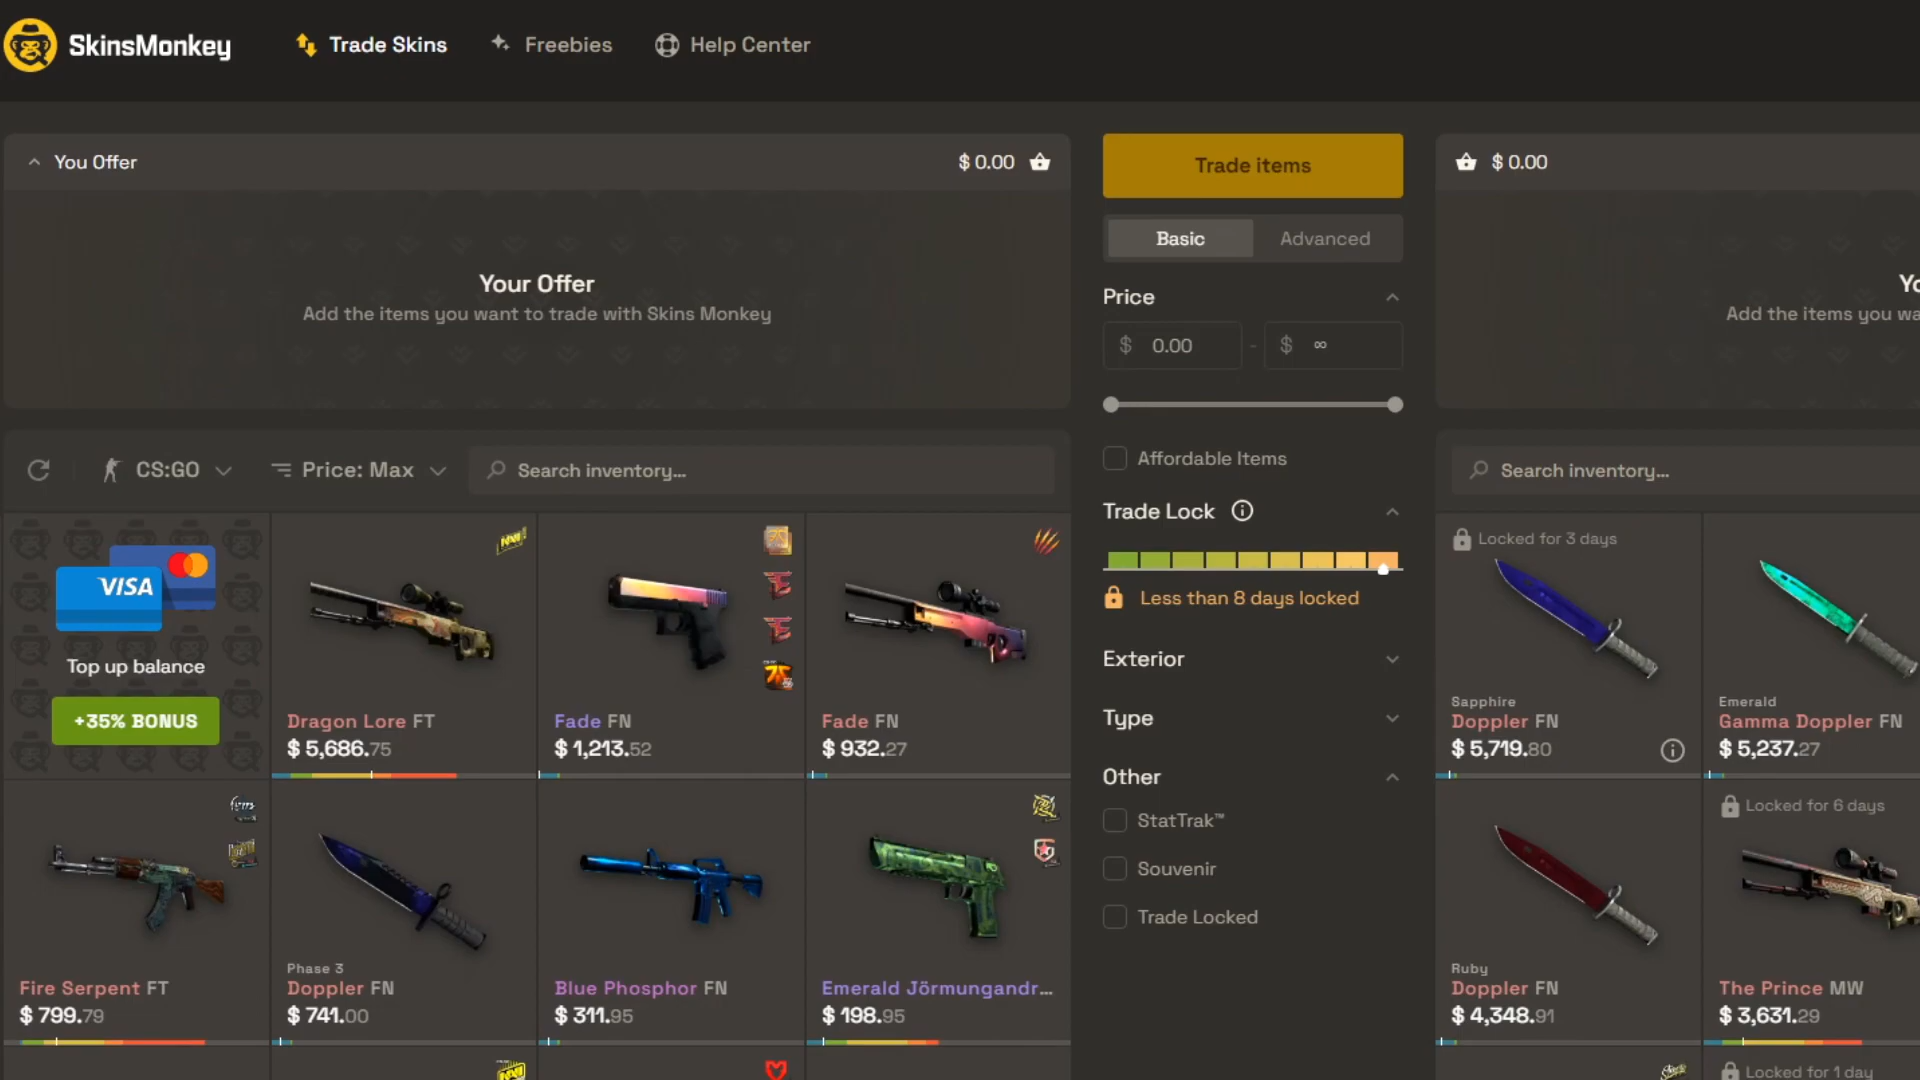 SkinsMonkey
Trade Skins
Freebies
Help Center
You Offer
$ 0.00
Your Offer
Add the items you want to trade with Skins Monkey
Trade items
Basic
Advanced
Price
$ 0.00 - $ ∞
Affordable Items
Trade Lock
Less than 8 days locked
Exterior
Type
Other
StatTrak™
Souvenir
Trade Locked
$ 0.00
Yo
Add the items you wa
CS:GO
Price: Max
Search inventory...
VISA
Top up balance
+35% BONUS
Dragon Lore FT
$ 5,686.75
Fade FN
$ 1,213.52
Fade FN
$ 932.27
Fire Serpent FT
$ 799.79
Phase 3
Doppler FN
$ 741.00
Blue Phosphor FN
$ 311.95
Emerald Jörmungandr...
$ 198.95
Search inventory...
Locked for 3 days
Sapphire
Doppler FN
$ 5,719.80
Emerald
Gamma Doppler FN
$ 5,237.27
Ruby
Doppler FN
$ 4,348.91
Locked for 6 days
The Prince MW
$ 3,631.29
Locked for 1 day